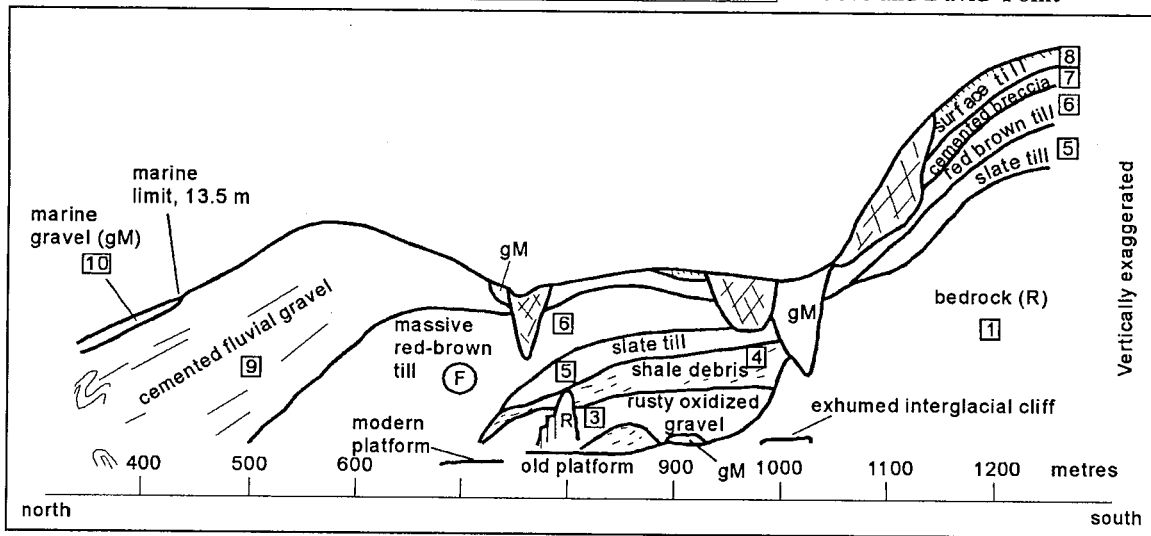 8
surface till
7
cemented breccia
6
red brown till
5
slate till
Vertically exaggerated
marine
limit, 13.5 m
marine
gravel (gM)
10
gM
gM
bedrock (R)
1
cemented fluvial gravel
9
massive
red-brown
till
F
6
slate till
4
5
shale debris
R
3
rusty oxidized
gravel
exhumed interglacial cliff
modern
platform
old platform
gM
400
500
600
900
1000
1100
1200
metres
north
south